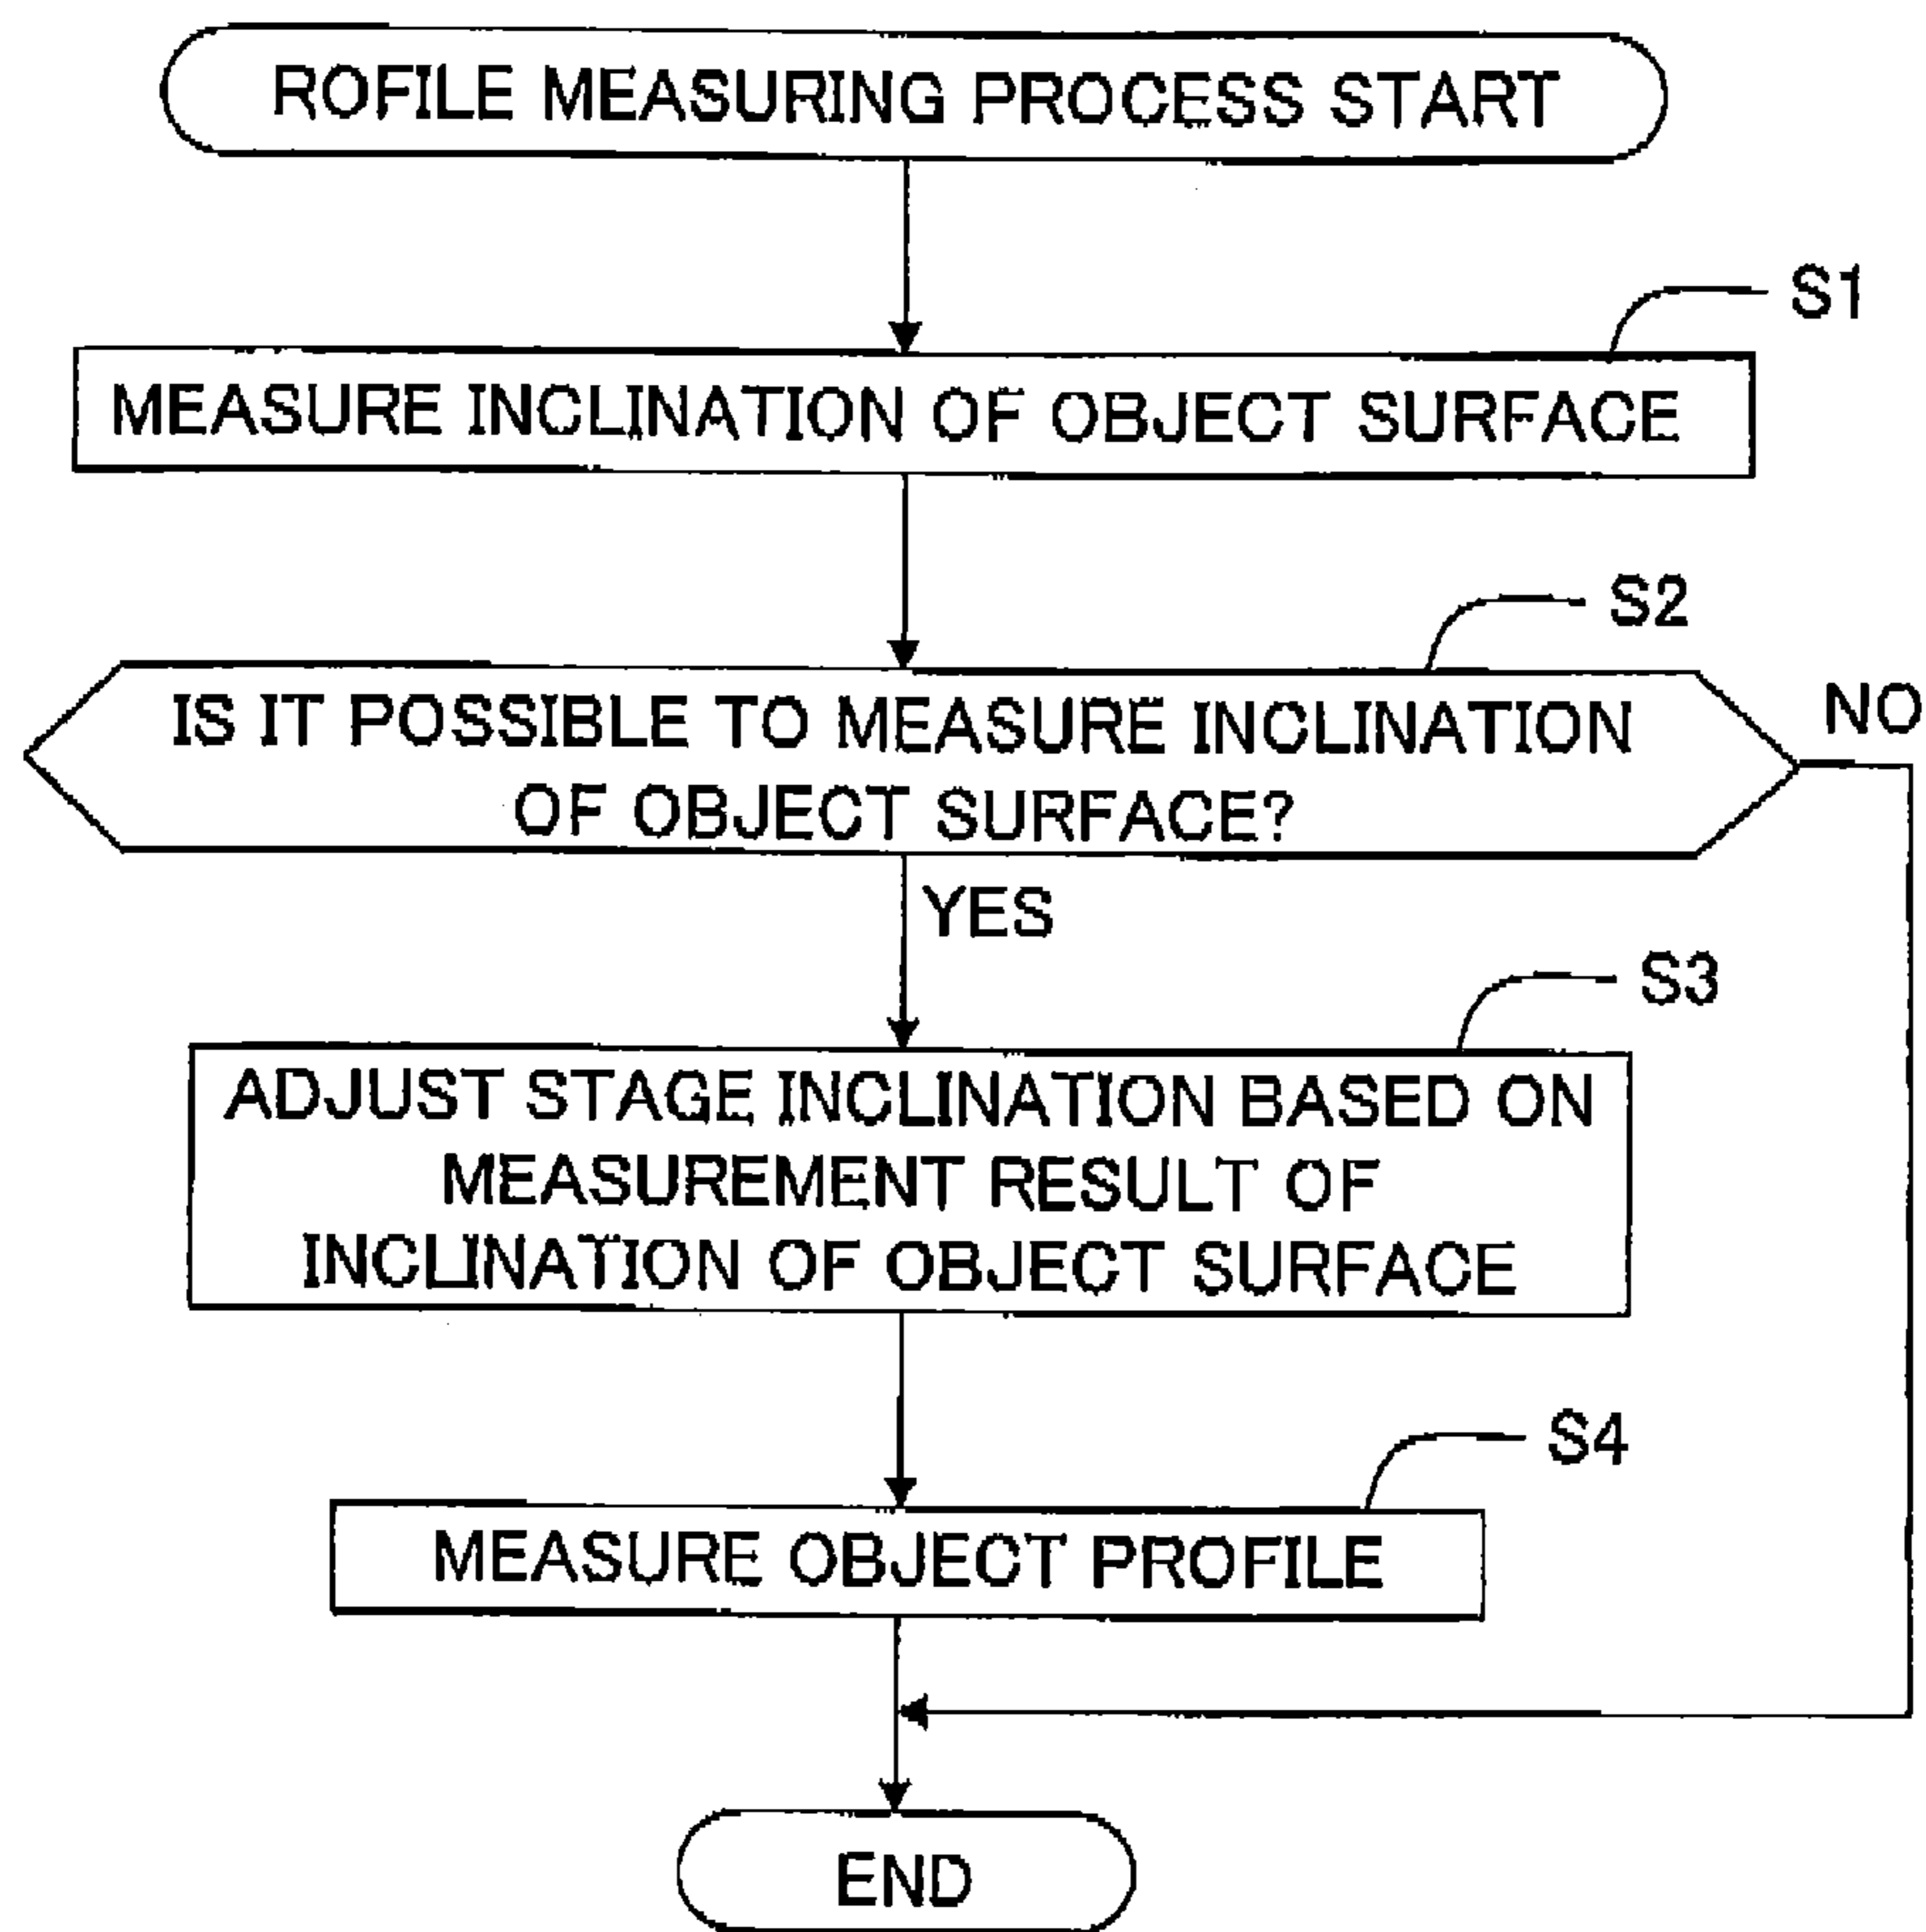 ROFILE MEASURING PROCESS START
S1
MEASURE INCLINATION OF OBJECT SURFACE
S2
IS IT POSSIBLE TO MEASURE INCLINATION
OF OBJECT SURFACE?
NO
YES
S3
ADJUST STAGE INCLINATION BASED ON
MEASUREMENT RESULT OF
INCLINATION OF OBJECT SURFACE
S4
MEASURE OBJECT PROFILE
END